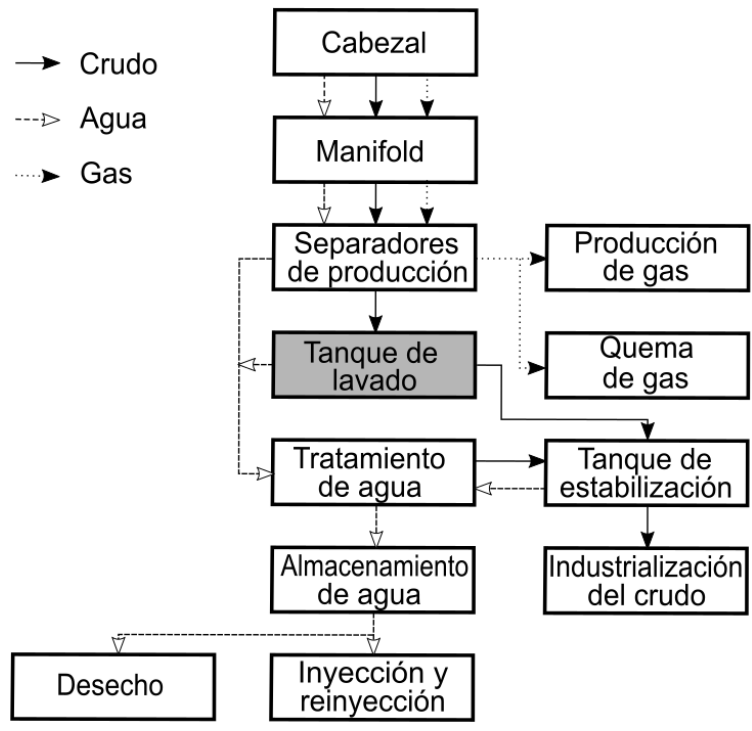 Cabezal
Crudo
Agua
Gas
Manifold
Separadores
de producción
Producción
de gas
Tanque de
lavado
Quema
de gas
Tratamiento
de agua
Tanque de
estabilización
Almacenamiento
de agua
Industrialización
del crudo
Desecho
Inyección y
reinyección